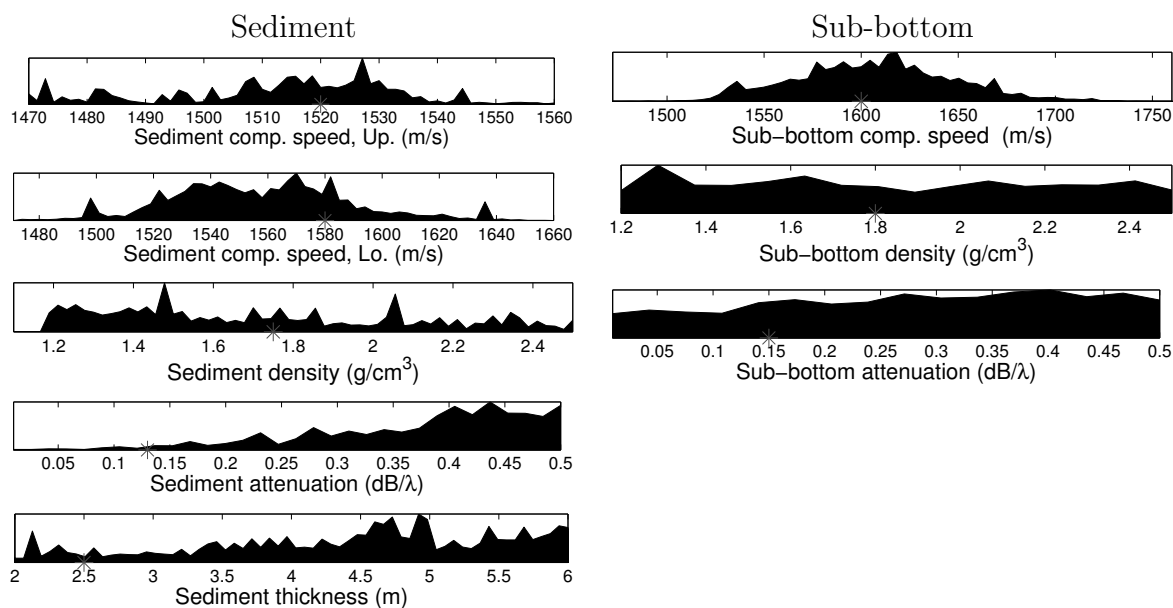 Sediment
1470 1480 1490 1500 1510 1520 1530 1540 1550 1560
Sediment comp. speed, Up. (m/s)
1480 1500 1520 1540 1560 1580 1600 1620 1640 1660
Sediment comp. speed, Lo. (m/s)
1.2 1.4 1.6 1.8 2 2.2 2.4
Sediment density (g/cm³)
0.05 0.1 0.15 0.2 0.25 0.3 0.35 0.4 0.45 0.5
Sediment attenuation (dB/λ)
2 2.5 3 3.5 4 4.5 5 5.5 6
Sediment thickness (m)
Sub-bottom
1500 1550 1600 1650 1700 1750
Sub−bottom comp. speed (m/s)
1.2 1.4 1.6 1.8 2 2.2 2.4
Sub−bottom density (g/cm³)
0.05 0.1 0.15 0.2 0.25 0.3 0.35 0.4 0.45 0.5
Sub−bottom attenuation (dB/λ)